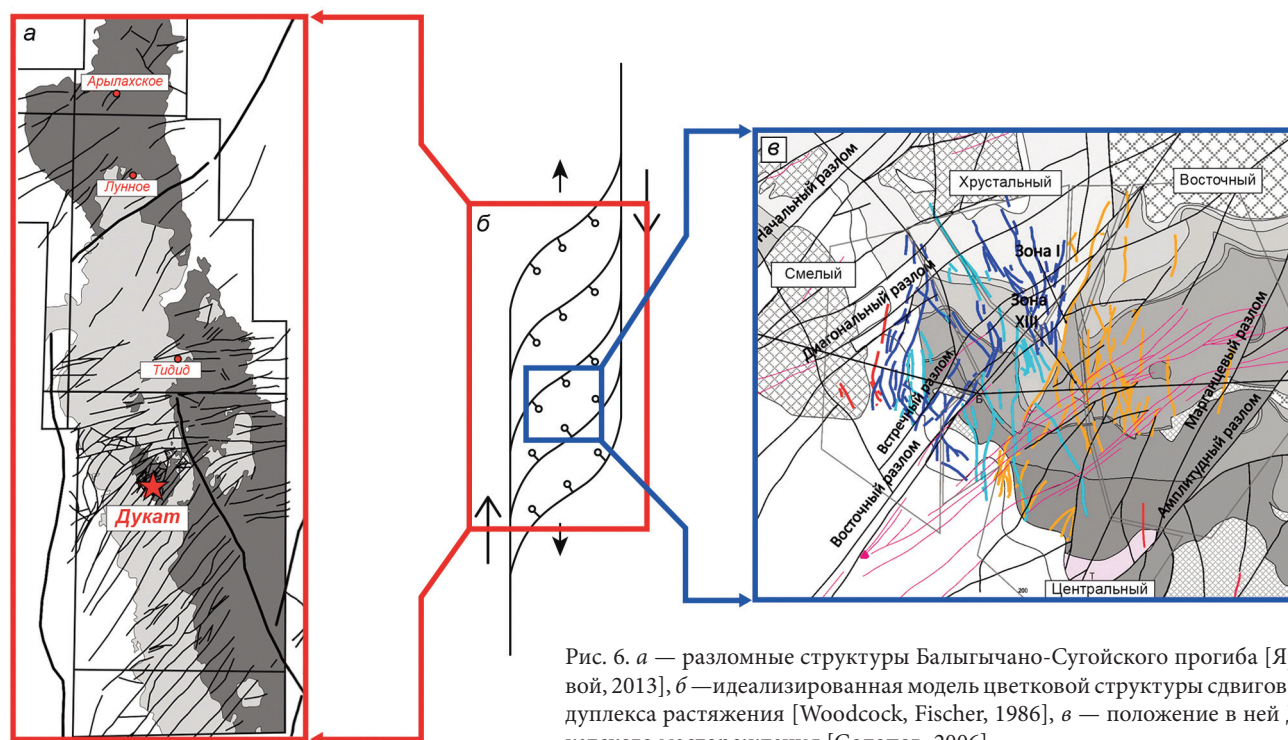 а
Арылахское
Лунное
Тидид
Дукат
б
в
Хрустальный
Восточный
Смелый
Начальный разлом
Диагональный разлом
Зона I
Зона
XIII
Встречный разлом
Восточный разлом
Марганцевый разлом
Амплитудный разлом
Б
Т
200
Центральный
Рис. 6. а — разломные структуры Балыгычано-Сугойского прогиба [Я
вой, 2013], б —идеализированная модель цветковой структуры сдвигов
дуплекса растяжения [Woodcock, Fischer, 1986], в — положение в ней